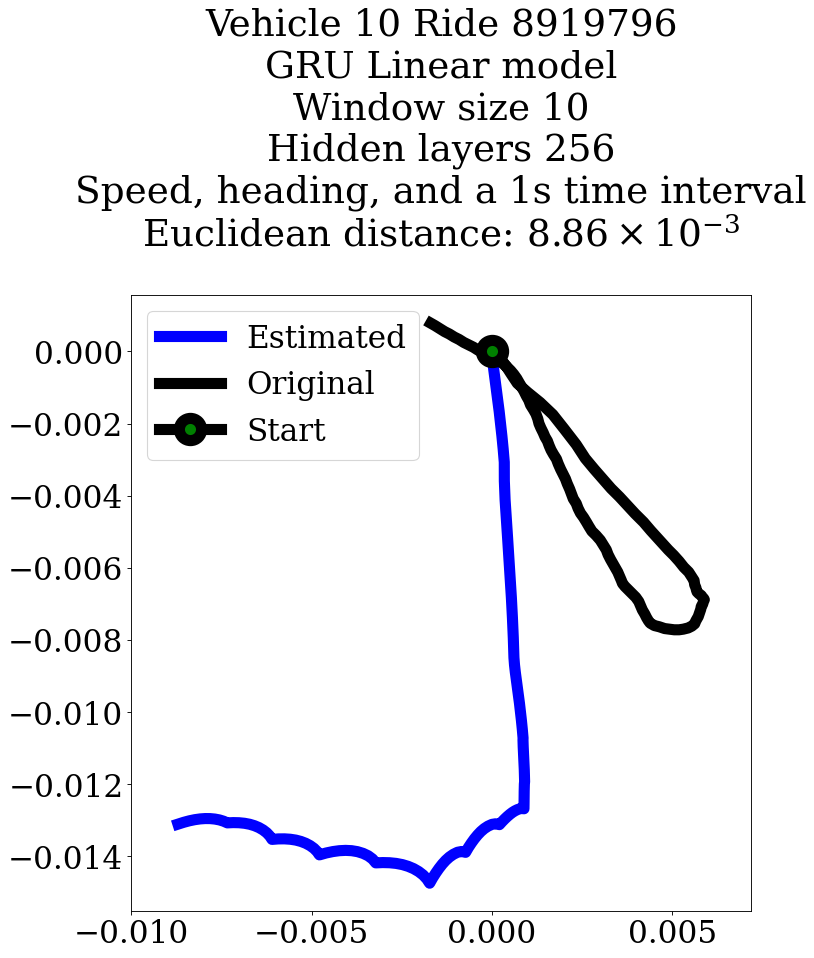 Vehicle 10 Ride 8919796
GRU Linear model
Window size 10
Hidden layers 256
Speed, heading, and a 1s time interval
Euclidean distance: 8.86 × 10⁻³
Estimated
Original
Start
0.000
−0.002
−0.004
−0.006
−0.008
−0.010
−0.012
−0.014
−0.010
−0.005
0.000
0.005